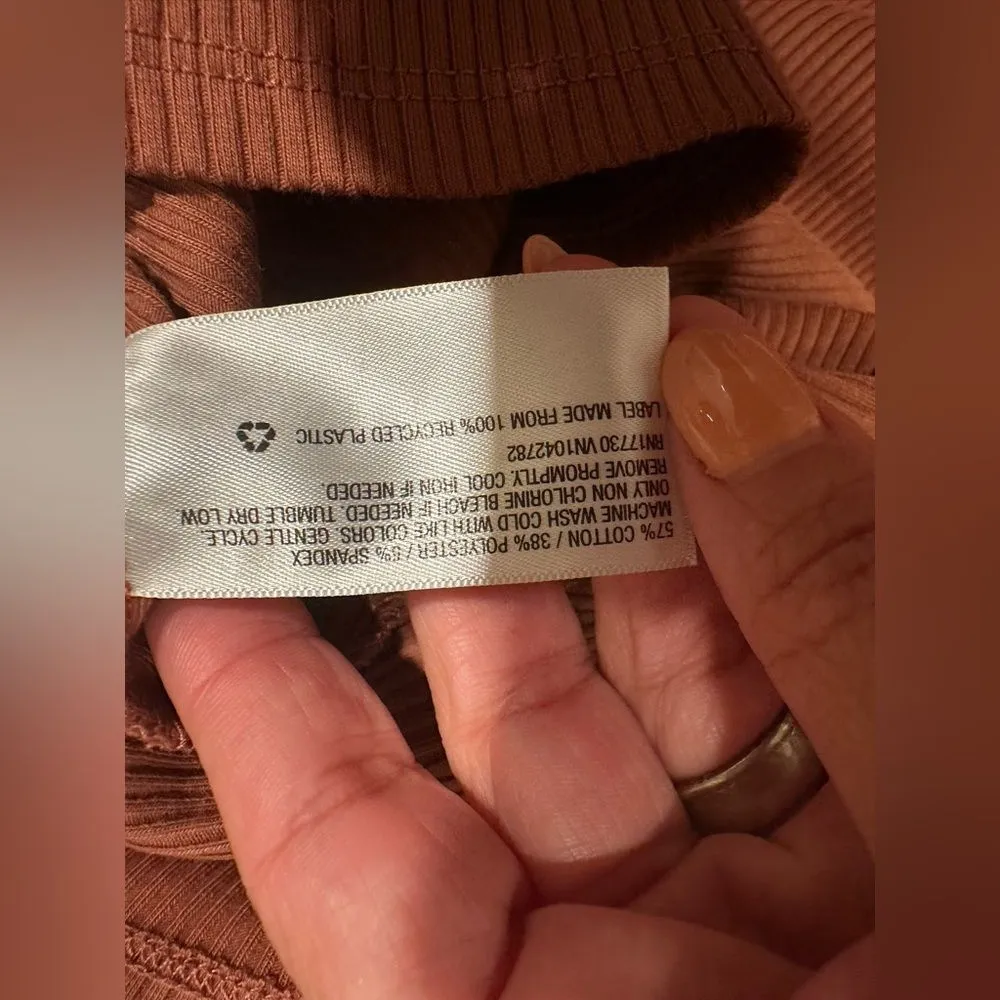 57% COTTON / 38% POLYESTER / 5% SPANDEX
MACHINE WASH COLD WITH LIKE COLORS. GENTLE CYCLE.
ONLY NON CHLORINE BLEACH IF NEEDED. TUMBLE DRY LOW
REMOVE PROMPTLY. COOL IRON IF NEEDED.
RN17730 VN1042782
LABEL MADE FROM 100% RECYCLED PLASTIC